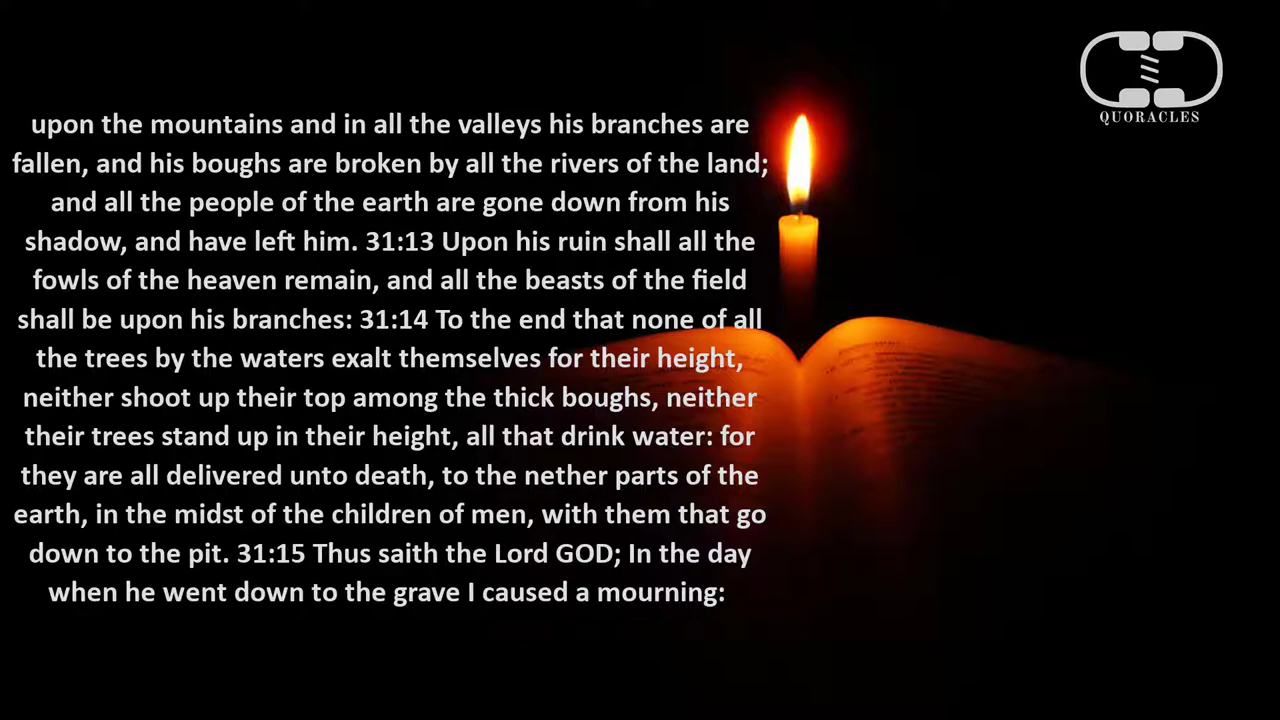 upon the mountains and in all the valleys his branches are
fallen, and his boughs are broken by all the rivers of the land;
and all the people of the earth are gone down from his
shadow, and have left him. 31:13 Upon his ruin shall all the
fowls of the heaven remain, and all the beasts of the field
shall be upon his branches: 31:14 To the end that none of all
the trees by the waters exalt themselves for their height,
neither shoot up their top among the thick boughs, neither
their trees stand up in their height, all that drink water: for
they are all delivered unto death, to the nether parts of the
earth, in the midst of the children of men, with them that go
down to the pit. 31:15 Thus saith the Lord GOD; In the day
when he went down to the grave I caused a mourning:
QUORACLES